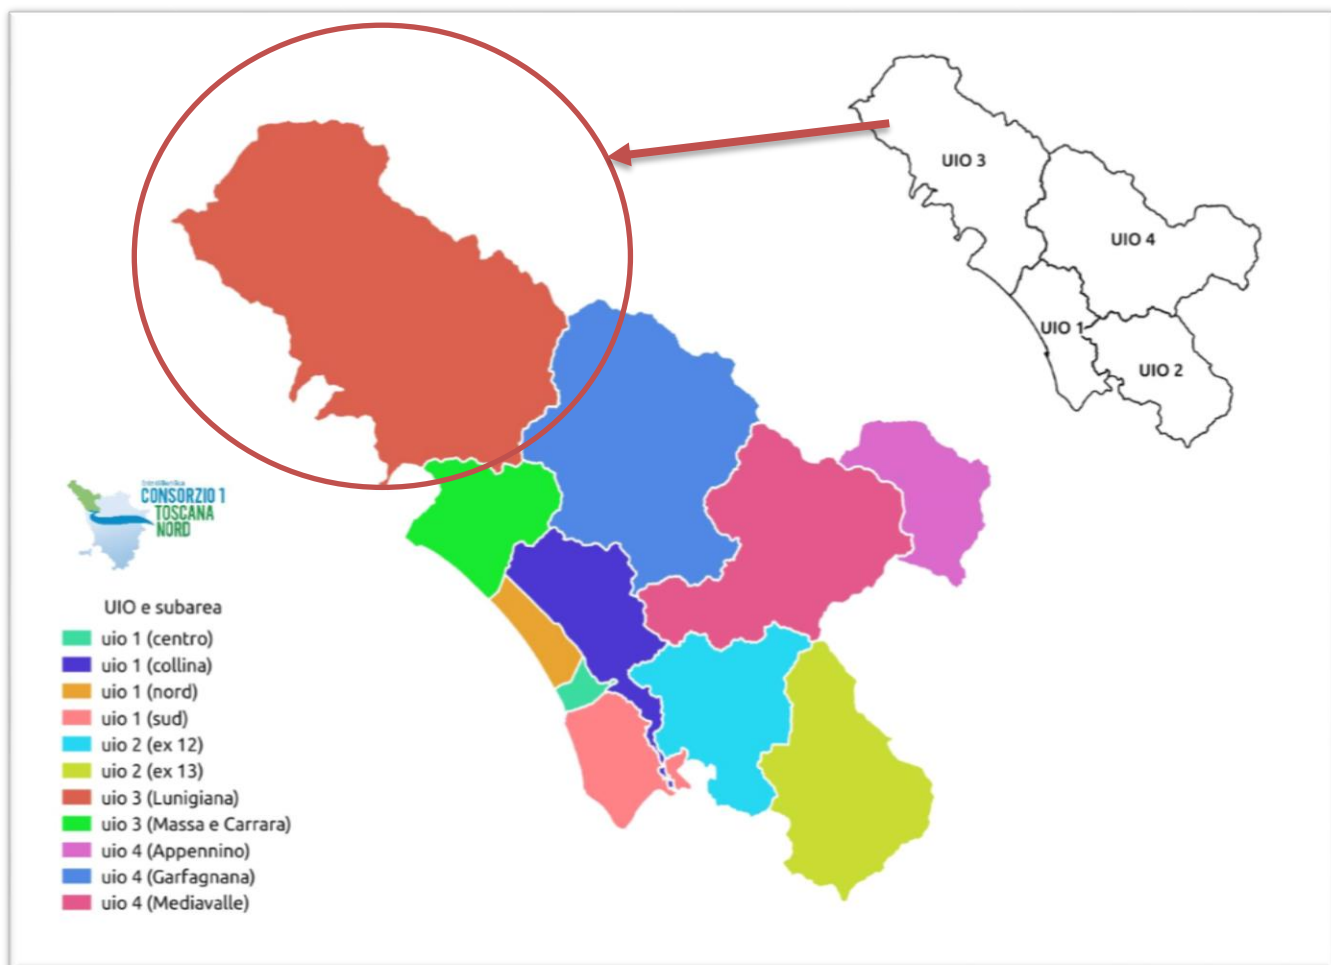 UIO 3
UIO 4
UIO 1
UIO 2
CONSORZIO 1
TOSCANA
NORD
UIO e subarea
uio 1 (centro)
uio 1 (collina)
uio 1 (nord)
uio 1 (sud)
uio 2 (ex 12)
uio 2 (ex 13)
uio 3 (Lunigiana)
uio 3 (Massa e Carrara)
uio 4 (Appennino)
uio 4 (Garfagnana)
uio 4 (Mediavalle)